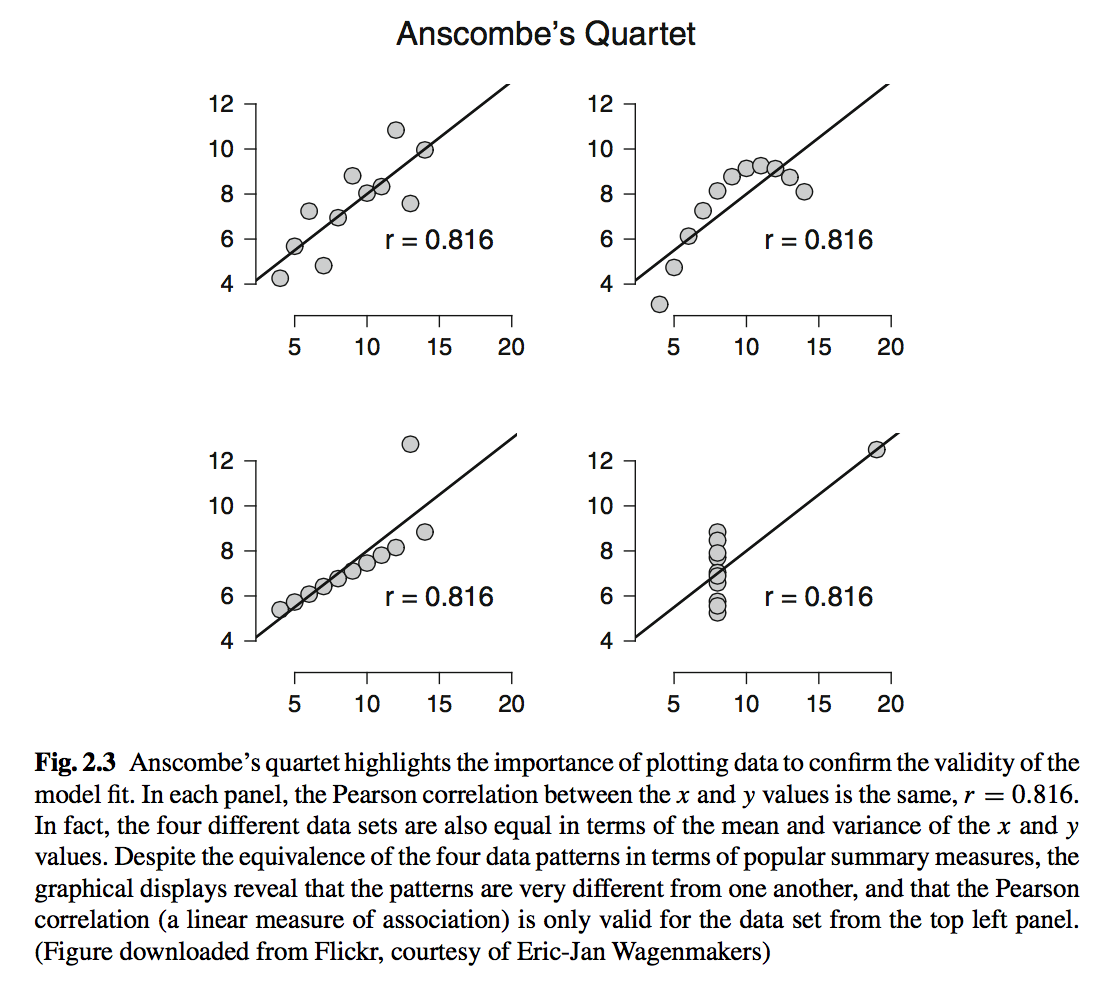 Anscombe’s Quartet
12
10
8
6
4
r = 0.816
5 10 15 20
12
10
8
6
4
r = 0.816
5 10 15 20
12
10
8
6
4
r = 0.816
5 10 15 20
12
10
8
6
4
r = 0.816
5 10 15 20
Fig. 2.3 Anscombe’s quartet highlights the importance of plotting data to confirm the validity of the
model fit. In each panel, the Pearson correlation between the x and y values is the same, r = 0.816.
In fact, the four different data sets are also equal in terms of the mean and variance of the x and y
values. Despite the equivalence of the four data patterns in terms of popular summary measures, the
graphical displays reveal that the patterns are very different from one another, and that the Pearson
correlation (a linear measure of association) is only valid for the data set from the top left panel.
(Figure downloaded from Flickr, courtesy of Eric-Jan Wagenmakers)